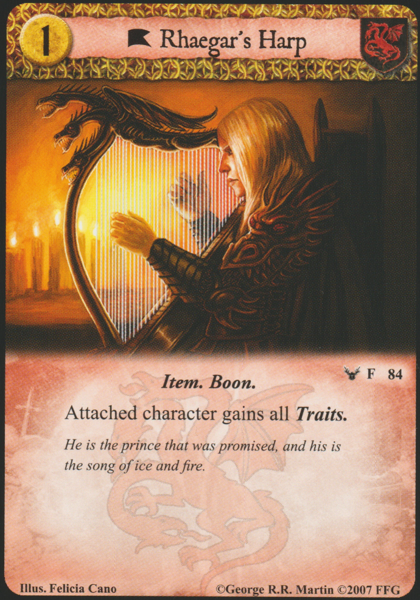 1
Rhaegar's Harp
F 84
Item. Boon.
Attached character gains all Traits.
He is the prince that was promised, and his is
the song of ice and fire.
Illus. Felicia Cano
©George R.R. Martin ©2007 FFG